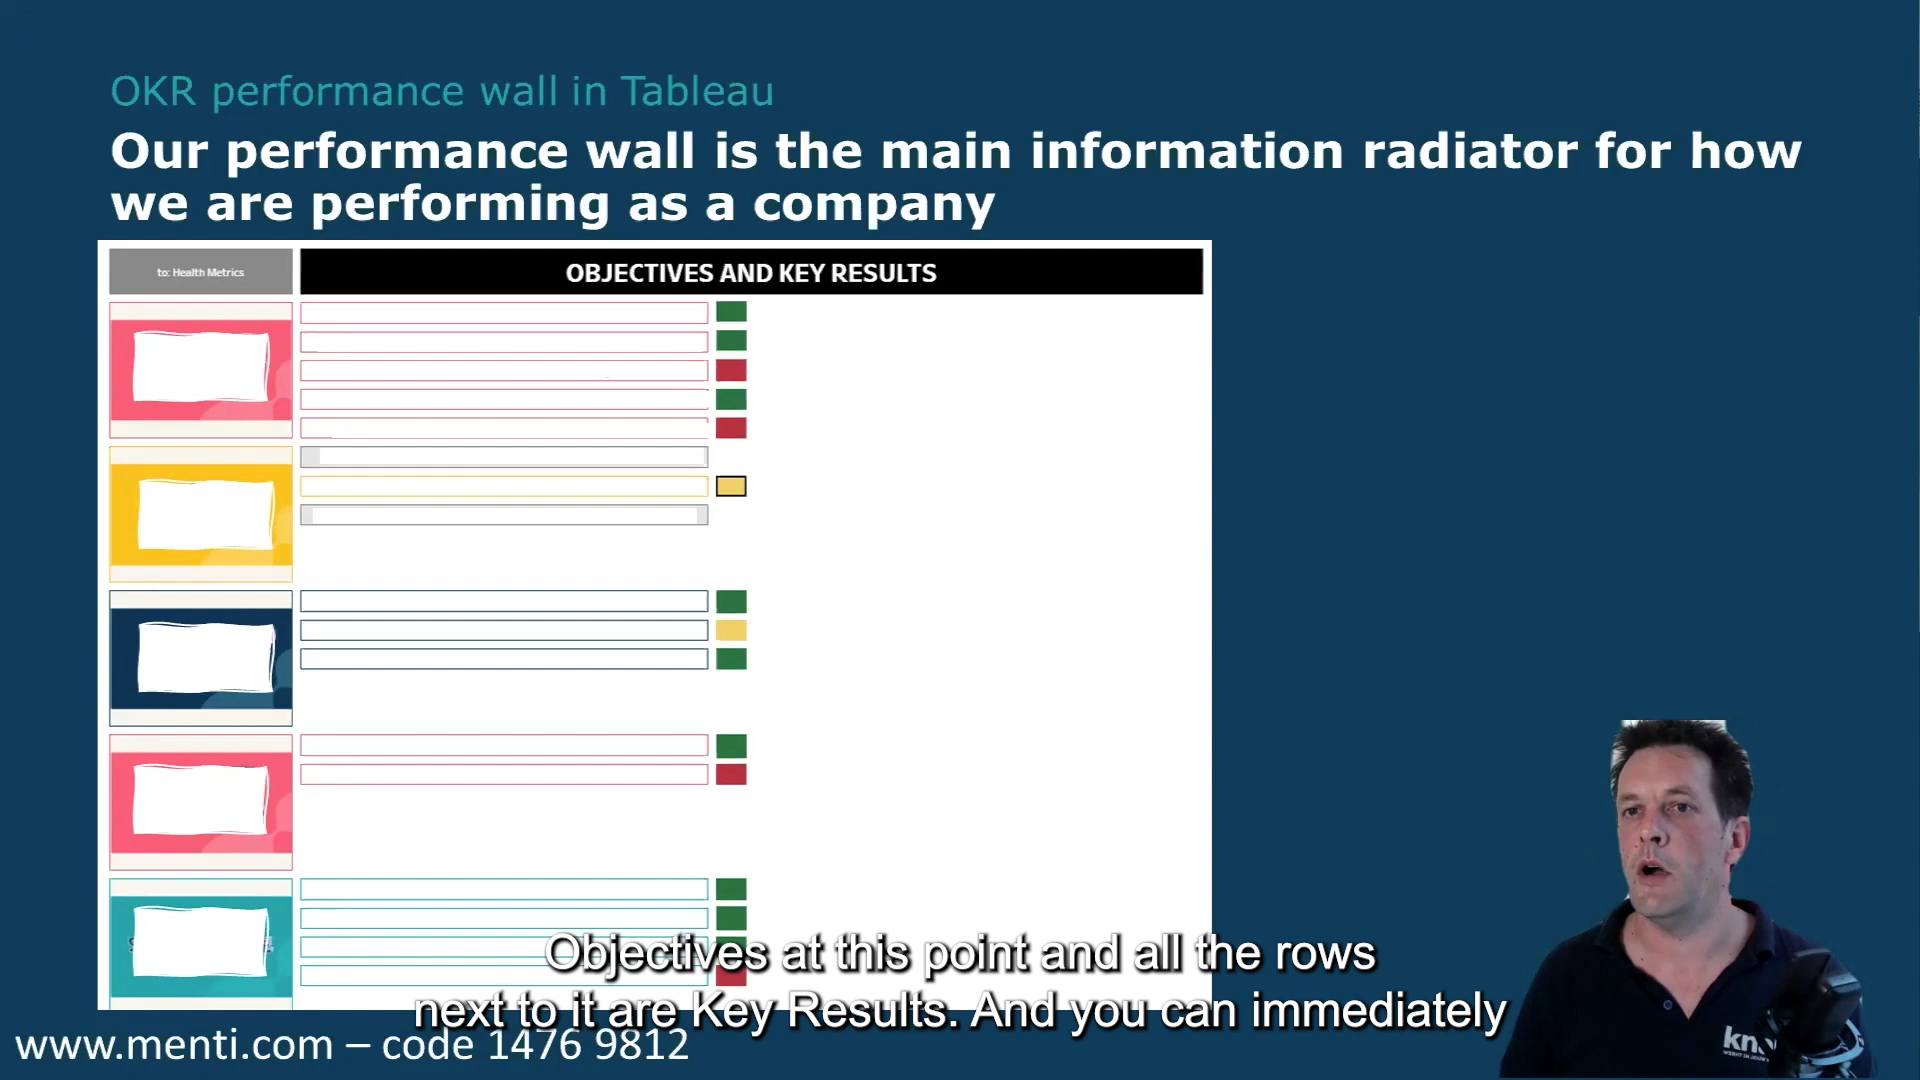 OKR performance wall in Tableau
Our performance wall is the main information radiator for how
we are performing as a company
to: Health Metrics
OBJECTIVES AND KEY RESULTS
Objectives at this point and all the rows
next to it are Key Results. And you can immediately
www.menti.com – code 1476 9812